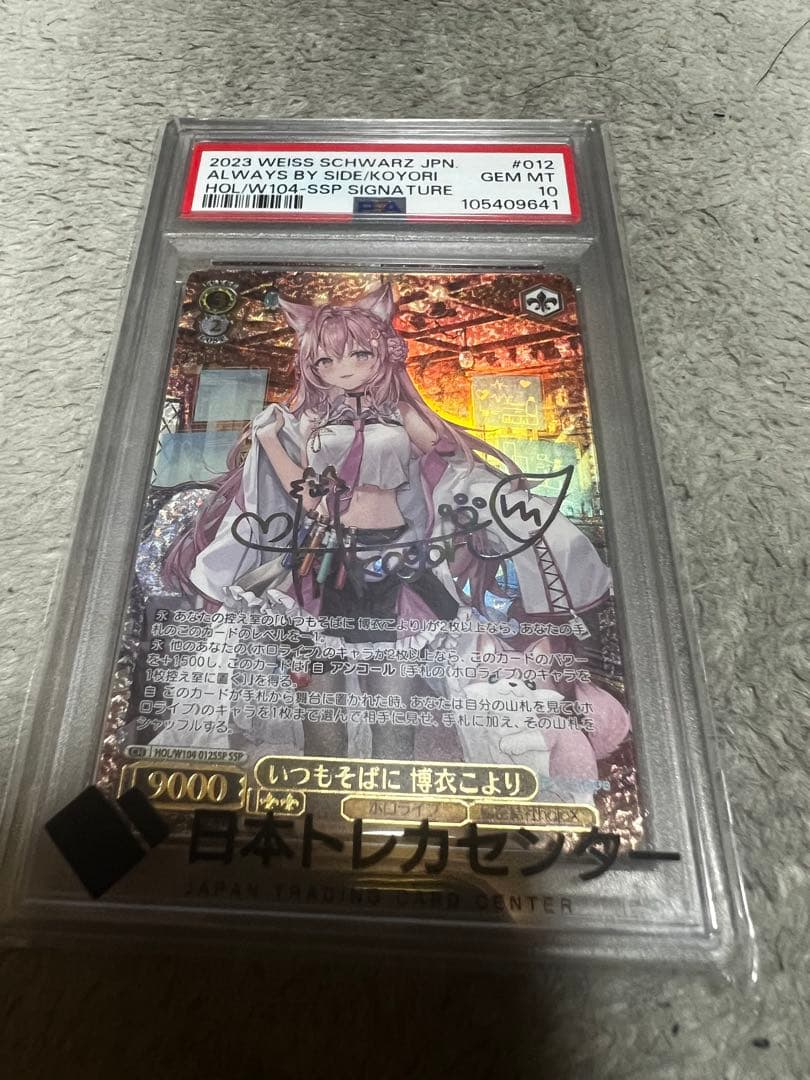 2023 WEISS SCHWARZ JPN. #012
ALWAYS BY SIDE/KOYORI GEM MT
HOL/W104-SSP SIGNATURE 10
PSA 105409641
2
Koyori
永 あなたの控え室の「いつもそばに 博衣こより」が2枚以上なら、あなたの手
札のこのカードのレベルを－1。
永 他のあなたの《ホロライブ》のキャラが2枚以上なら、このカードのパワー
を＋1500し、このカードは『自 アンコール ［手札の《ホロライブ》のキャラを
1枚控え室に置く］』を得る。
自 このカードが手札から舞台に置かれた時、あなたは自分の山札を見て《ホ
ロライブ》のキャラを1枚まで選んで相手に見せ、手札に加え、その山札を
シャッフルする。
HOL/W104 012SSP SSP
9000 いつもそばに 博衣こより
ホロライブ 秘密結社holoX
日本トレカセンター
JAPAN TRADING CARD CENTER